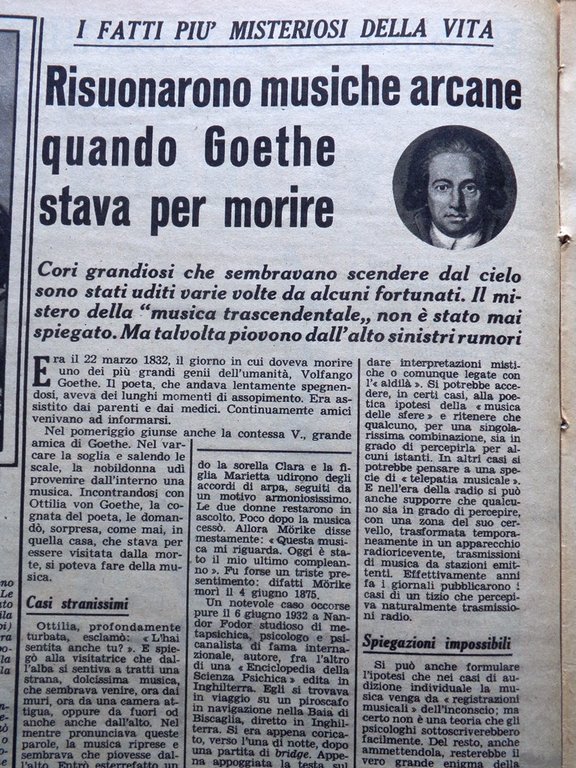 I FATTI PIU' MISTERIOSI DELLA VITA
Risuonarono musiche arcane
quando Goethe
stava per morire
Cori grandiosi che sembravano scendere dal cielo
sono stati uditi varie volte da alcuni fortunati. Il mi-
stero della "musica trascendentale„ non è stato mai
spiegato. Ma talvolta piovono dall'alto sinistri rumori
Era il 22 marzo 1832, il giorno in cui doveva morire
uno dei più grandi genii dell'umanità, Volfango
Goethe. Il poeta, che andava lentamente spegnen-
dosi, aveva dei lunghi momenti di assopimento. Era
assistito dai parenti e dai medici. Continuamente amici
venivano ad informarsi.
Nel pomeriggio giunse anche la contessa V., grande
amica di Goethe. Nel var-
care la soglia e salendo le
scale, la nobildonna udì
provenire dall'interno una
musica. Incontrandosi con
Ottilia von Goethe, la co-
gnata del poeta, le doman-
dò, sorpresa, come mai, in
quella casa, che stava per
essere visitata dalla mor-
te, si poteva fare della mu-
sica.
Casi stranissimi
Ottilia, profondamente
turbata, esclamò: « L'hai
sentita anche tu? ». E spie-
gò alla visitatrice che dal-
l'alba si sentiva a tratti una
strana, dolcissima musica,
che sembrava venire, ora dai
muri, ora da una camera at-
tigua, oppure da fuori od
anche anche dall'alto. Nel
mentre pronunciava queste
parole, la musica riprese e
sembrava che piovesse dal-
l'alto. Entrò esterrefatto un
do la sorella Clara e la fi-
glia Marietta udirono degli
accordi di arpa, seguiti da
un motivo armoniosissimo.
Le due donne restarono in
ascolto. Poco dopo la musica
cessò. Allora Mörike disse
mestamente: « Questa musi-
ca mi riguarda. Oggi è sta-
to il mio ultimo complean-
no ». Fu forse un triste pre-
sentimento: difatti Mörike
morì il 4 giugno 1875.
Un notevole caso occorse
pure il 6 giugno 1932 a Nan-
dor Fodor studioso di me-
tapsichica, psicologo e psi-
canalista di fama interna-
zionale, autore, fra l'altro
di una « Enciclopedia della
Scienza Psichica » edita in
Inghilterra. Egli si trovava
in viaggio su un piroscafo
in navigazione nella Baia di
Biscaglia, diretto in Inghil-
terra. Si era appena corica-
to, verso l'una di notte, dopo
una partita di bridge. Appe-
na appoggiata la testa sul
dare interpretazioni misti-
che o comunque legate con
l'« aldilà ». Si potrebbe acce-
dere, in certi casi, alla poe-
tica ipotesi della « musica
delle sfere » e ritenere che
qualcuno, per una singo-
larissima combinazione, sia in
grado di percepirla per al-
cuni istanti. In altri casi si
potrebbe pensare a una spe-
cie di « telepatia musicale ».
E nell'era della radio si può
anche supporre che qualcu-
no sia in grado di percepire,
con una zona del suo cer-
vello, trasformata tempora-
neamente in un apparecchio
radioricevente, trasmissioni
di musica da stazioni emit-
tenti. Effettivamente anni
fa i giornali pubblicarono i
casi di un tizio che percepi-
va naturalmente trasmissio-
ni radio.
Spiegazioni impossibili
Si può anche formulare
l'ipotesi che nei casi di au-
dizione individuale la mu-
sica venga da « registrazioni
musicali » dell'inconscio; ma
certo non è una teoria che gli
psicologi sottoscriverebbero
facilmente. Del resto, anche
ammettendola, resterebbe il
vero grande enigma della